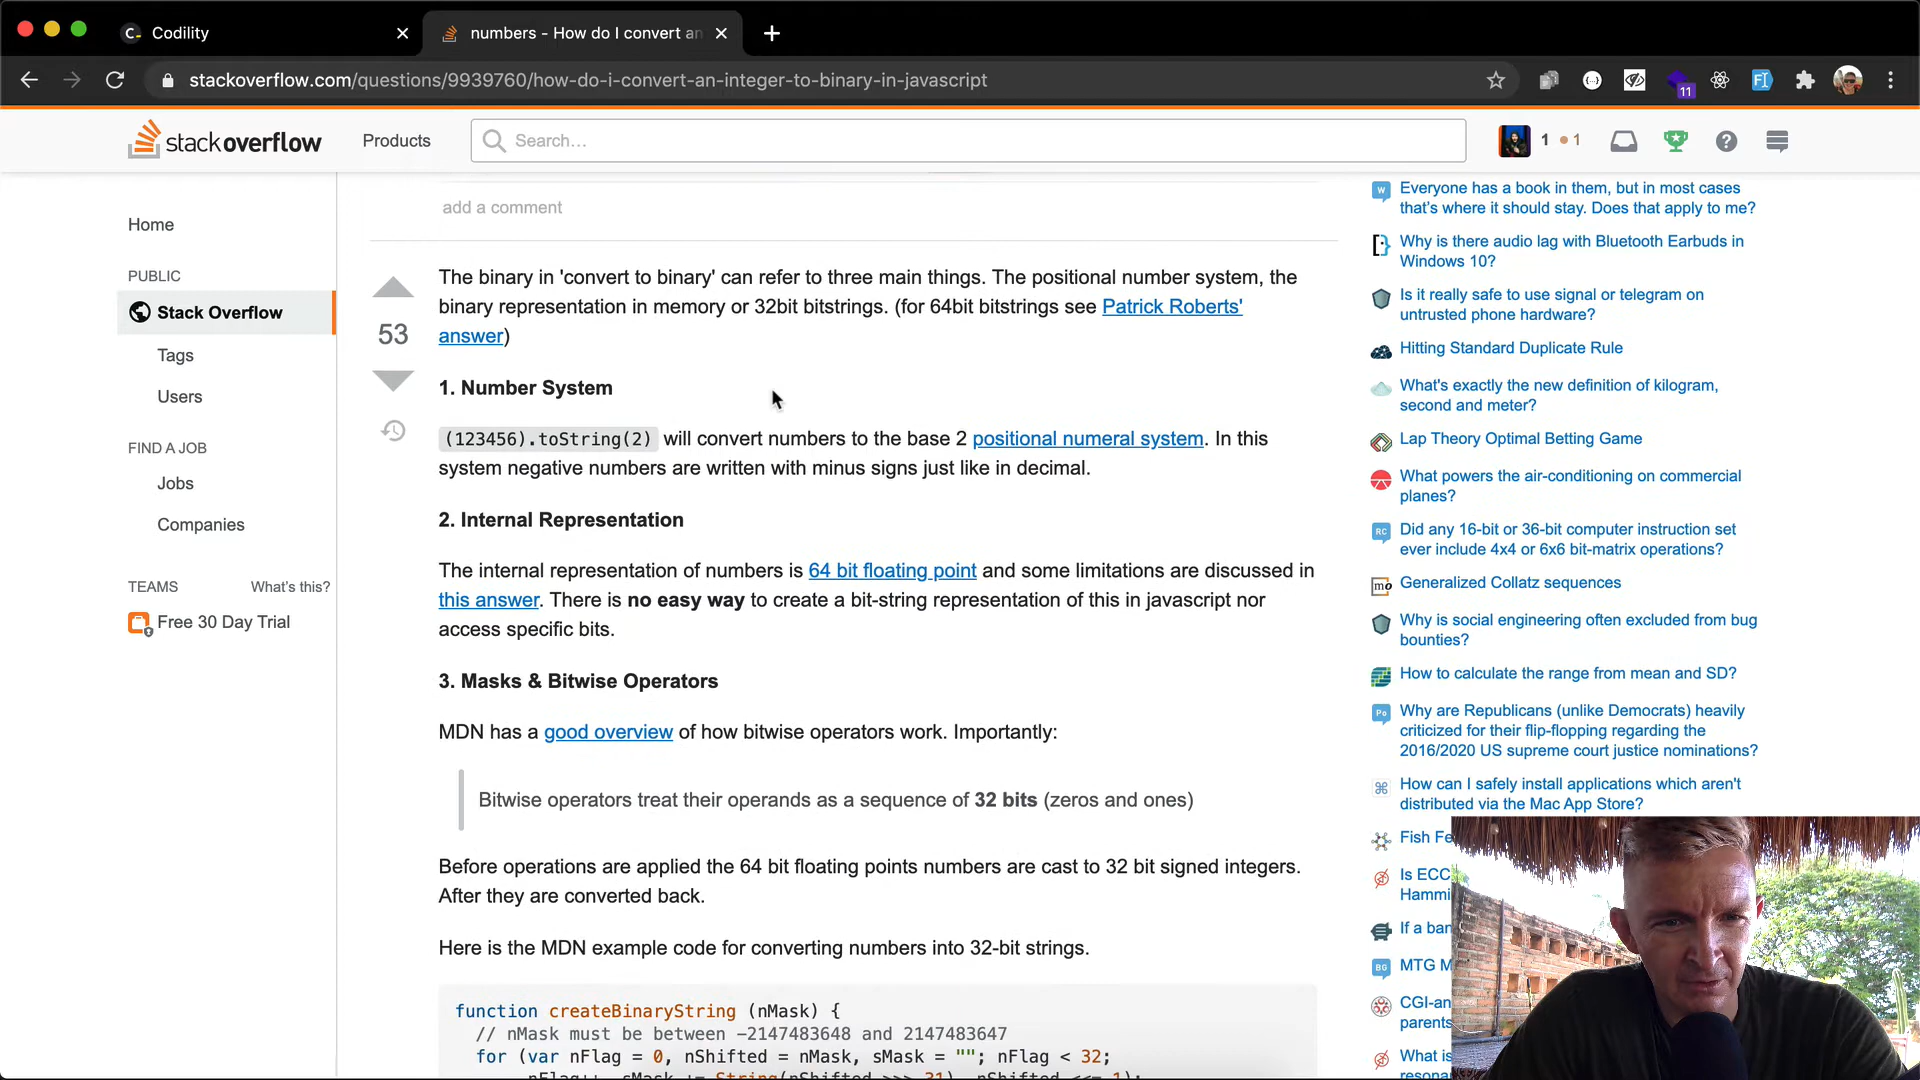 Codility
numbers - How do I convert an
stackoverflow.com/questions/9939760/how-do-i-convert-an-integer-to-binary-in-javascript
11
stackoverflow
Products
Search…
1 • 1
Home
PUBLIC
Stack Overflow
Tags
Users
FIND A JOB
Jobs
Companies
TEAMS What's this?
Free 30 Day Trial
add a comment
53
The binary in 'convert to binary' can refer to three main things. The positional number system, the
binary representation in memory or 32bit bitstrings. (for 64bit bitstrings see Patrick Roberts'
answer)
1. Number System
(123456).toString(2) will convert numbers to the base 2 positional numeral system. In this
system negative numbers are written with minus signs just like in decimal.
2. Internal Representation
The internal representation of numbers is 64 bit floating point and some limitations are discussed in
this answer. There is no easy way to create a bit-string representation of this in javascript nor
access specific bits.
3. Masks & Bitwise Operators
MDN has a good overview of how bitwise operators work. Importantly:
Bitwise operators treat their operands as a sequence of 32 bits (zeros and ones)
Before operations are applied the 64 bit floating points numbers are cast to 32 bit signed integers.
After they are converted back.
Here is the MDN example code for converting numbers into 32-bit strings.
function createBinaryString (nMask) {
// nMask must be between -2147483648 and 2147483647
for (var nFlag = 0, nShifted = nMask, sMask = ""; nFlag < 32;
nFlag++, sMask += String(nShifted >>> 31), nShifted <<= 1);
Everyone has a book in them, but in most cases
that's where it should stay. Does that apply to me?
Why is there audio lag with Bluetooth Earbuds in
Windows 10?
Is it really safe to use signal or telegram on
untrusted phone hardware?
Hitting Standard Duplicate Rule
What's exactly the new definition of kilogram,
second and meter?
Lap Theory Optimal Betting Game
What powers the air-conditioning on commercial
planes?
Did any 16-bit or 36-bit computer instruction set
ever include 4x4 or 6x6 bit-matrix operations?
Generalized Collatz sequences
Why is social engineering often excluded from bug
bounties?
How to calculate the range from mean and SD?
Why are Republicans (unlike Democrats) heavily
criticized for their flip-flopping regarding the
2016/2020 US supreme court justice nominations?
How can I safely install applications which aren't
distributed via the Mac App Store?
Fish Fe
Is ECC
Hammi
If a ban
MTG M
CGI-an
parents
What is
resona